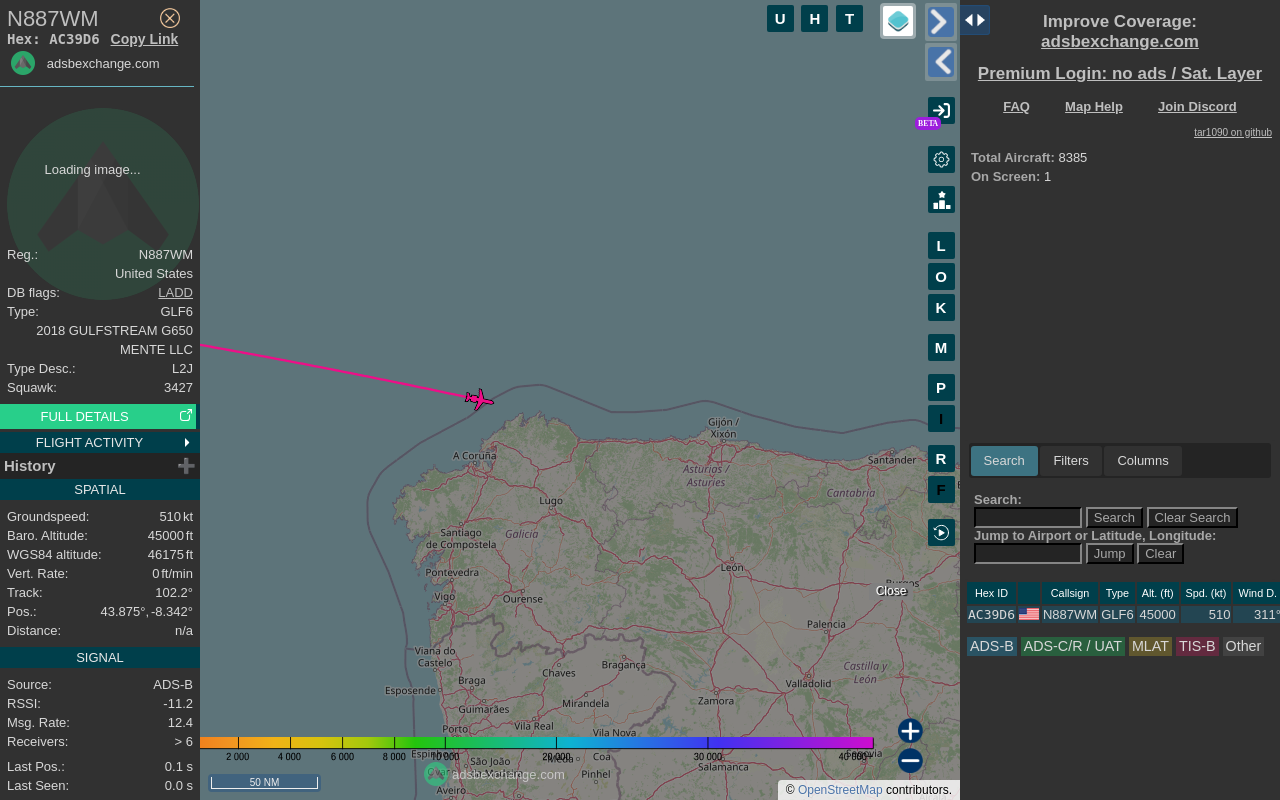 N887WM
Hex: AC39D6 Copy Link
adsbexchange.com
Loading image...
Reg.: N887WM
United States
DB flags: LADD
Type: GLF6
2018 GULFSTREAM G650
MENTE LLC
Type Desc.: L2J
Squawk: 3427
FULL DETAILS
FLIGHT ACTIVITY
History
SPATIAL
Groundspeed: 510 kt
Baro. Altitude: 45000 ft
WGS84 altitude: 46175 ft
Vert. Rate: 0 ft/min
Track: 102.2°
Pos.: 43.875°, -8.342°
Distance: n/a
SIGNAL
Source: ADS-B
RSSI: -11.2
Msg. Rate: 12.4
Receivers: > 6
Last Pos.: 0.1 s
Last Seen: 0.0 s
U H T
BETA
L
O
K
M
P
I
R
F
Gijón /
Xixón
A Coruña
Santander
Asturias /
Asturies
Cantabria
Lugo
Santiago
de Compostela
Galicia
León
Pontevedra
Burgos
Vigo
Ourense
Close
Palencia
Viana do
Castelo
Bragança
Chaves
Castilla y
León
Braga
Valladolid
Esposende
Mirandela
Zamora
Guimarães
Porto
Vila Real
Vila Nova
Coa
Espinho
São João
Meda
Segovia
Salamanca
Pinhel
Ovar
Aveiro
2 000 4 000 6 000 8 000 10 000 20 000 30 000 40 000+
adsbexchange.com
50 NM
© OpenStreetMap contributors.
Improve Coverage:
adsbexchange.com
Premium Login: no ads / Sat. Layer
FAQ Map Help Join Discord
tar1090 on github
Total Aircraft: 8385
On Screen: 1
Search Filters Columns
Search:
Search Clear Search
Jump to Airport or Latitude, Longitude:
Jump Clear
Hex ID Callsign Type Alt. (ft) Spd. (kt) Wind D.
AC39D6 N887WM GLF6 45000 510 311°
ADS-B ADS-C/R / UAT MLAT TIS-B Other